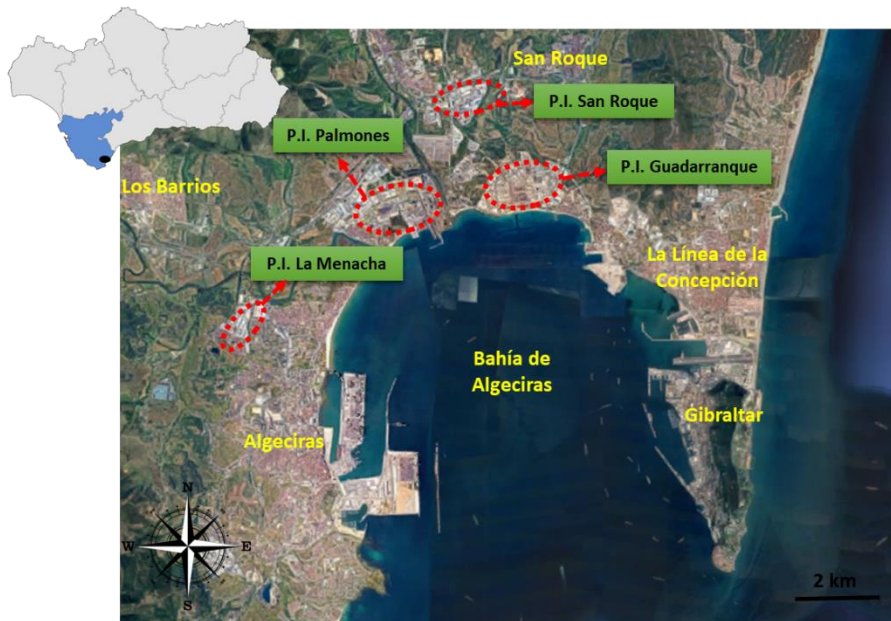 San Roque
P.I. San Roque
P.I. Palmones
P.I. Guadarranque
Los Barrios
P.I. La Menacha
La Línea de la
Concepción
Bahía de
Algeciras
Gibraltar
Algeciras
N
W
E
S
2 km